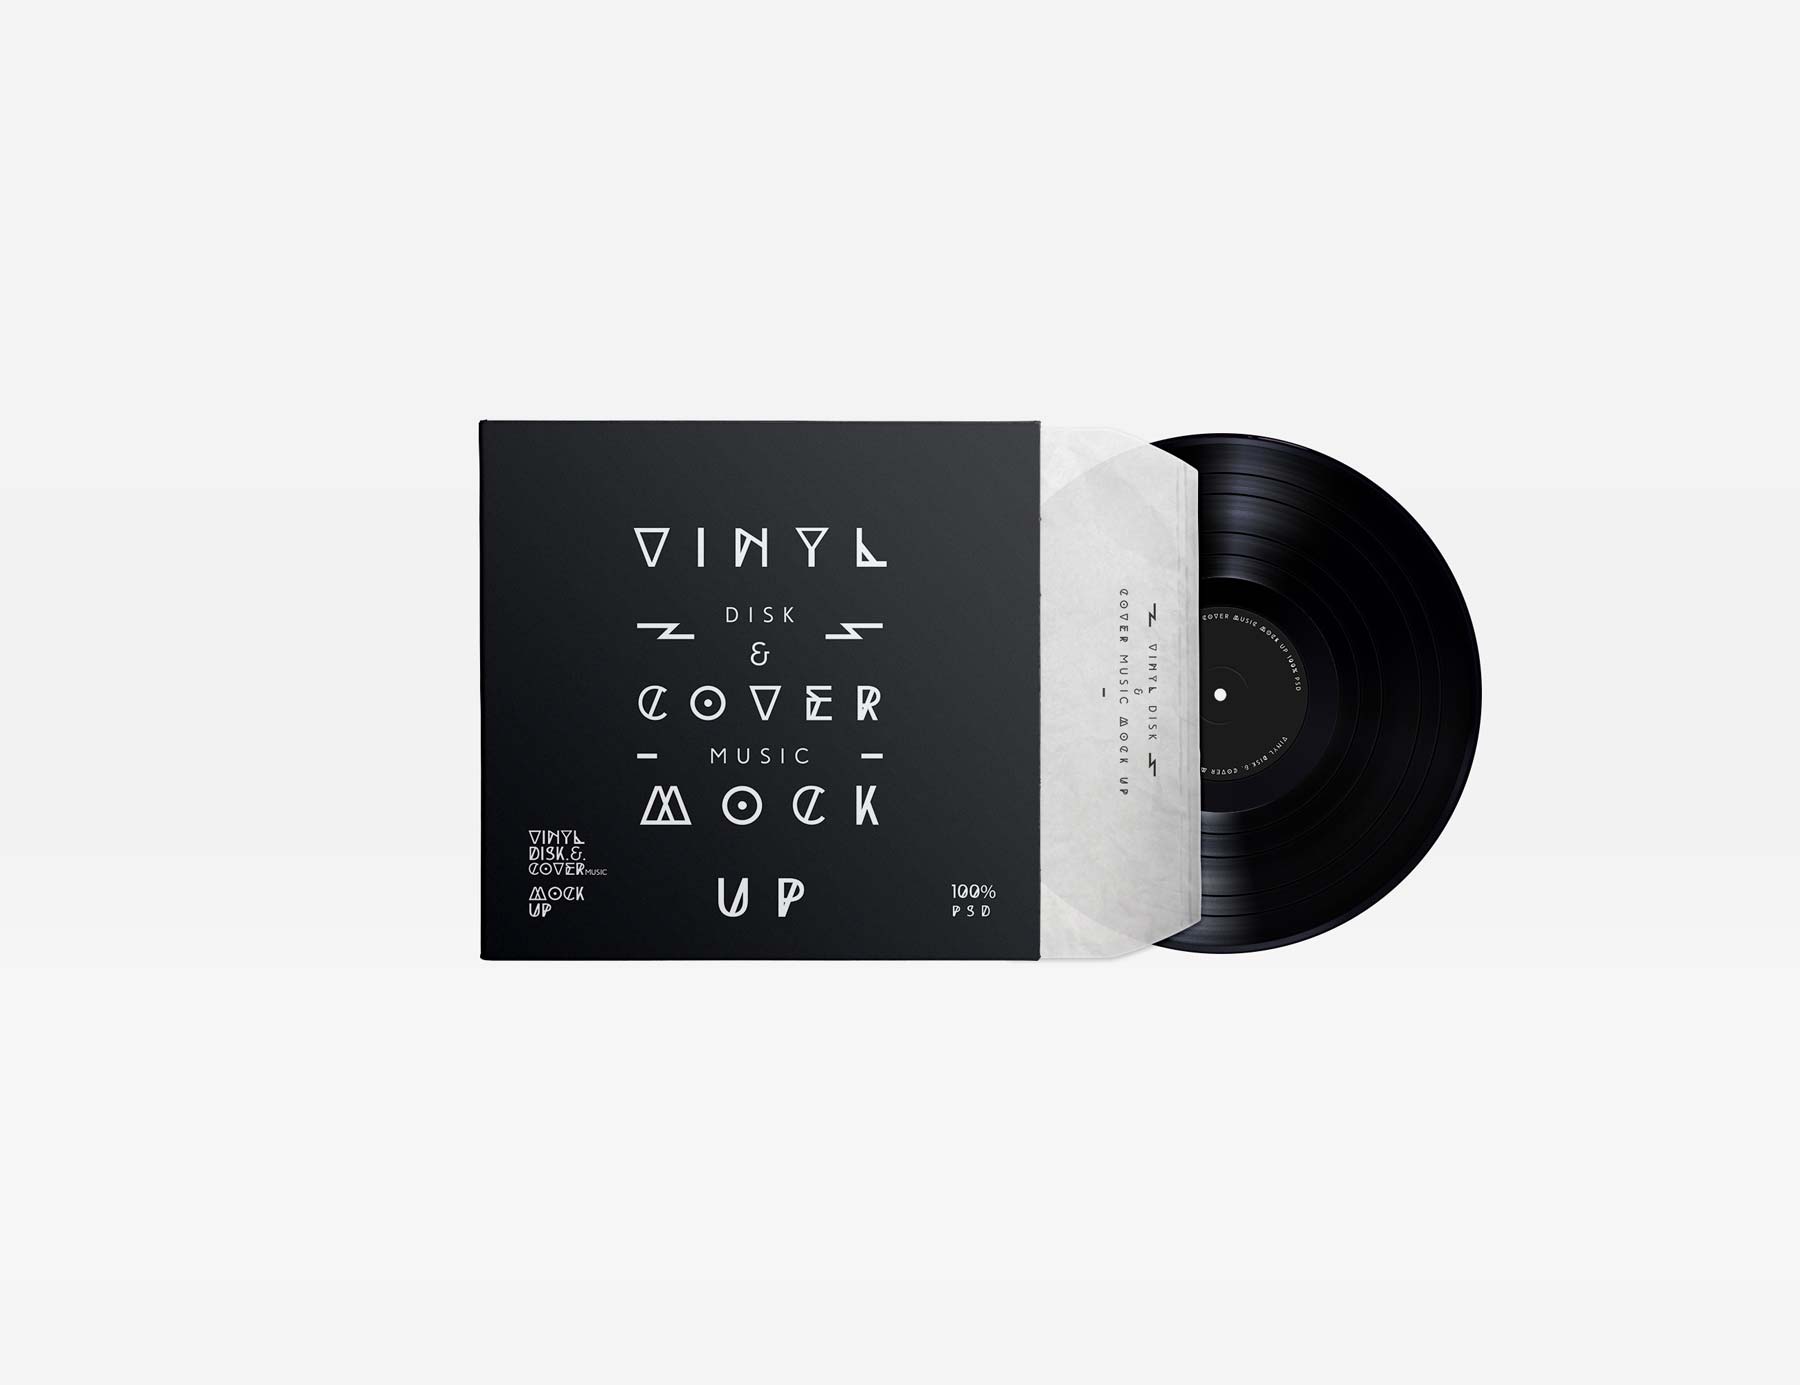 VINYL
DISK
&
COVER
MUSIC
MOCK
UP
VINYL
DISK.&.
COVER MUSIC
MOCK
UP
100%
PSD
VINYL DISK
&
COVER MUSIC MOCK UP
COVER MUSIC MOCK UP 100% PSD
VINYL DISK & COVER M